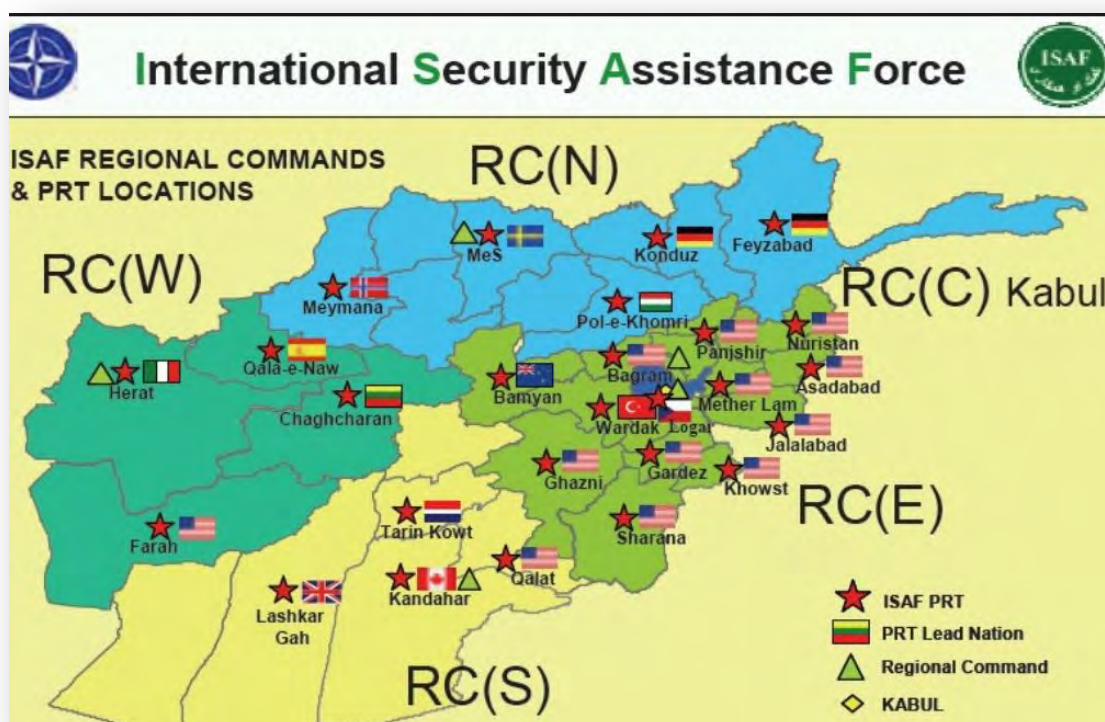 International Security Assistance Force
ISAF
ISAF REGIONAL COMMANDS
& PRT LOCATIONS
RC(N)
RC(W)
RC(C) Kabul
MeS
Konduz
Feyzabad
Meymana
Pol-e-Khomri
Panjshir
Nuristan
Qala-e-Naw
Bagram
Asadabad
Herat
Bamyan
Mether Lam
Chaghcharan
Wardak
Logar
Jalalabad
Ghazni
Gardez
Khowst
RC(E)
Farah
Tarin Kowt
Sharana
Qalat
Kandahar
Lashkar
Gah
RC(S)
ISAF PRT
PRT Lead Nation
Regional Command
KABUL